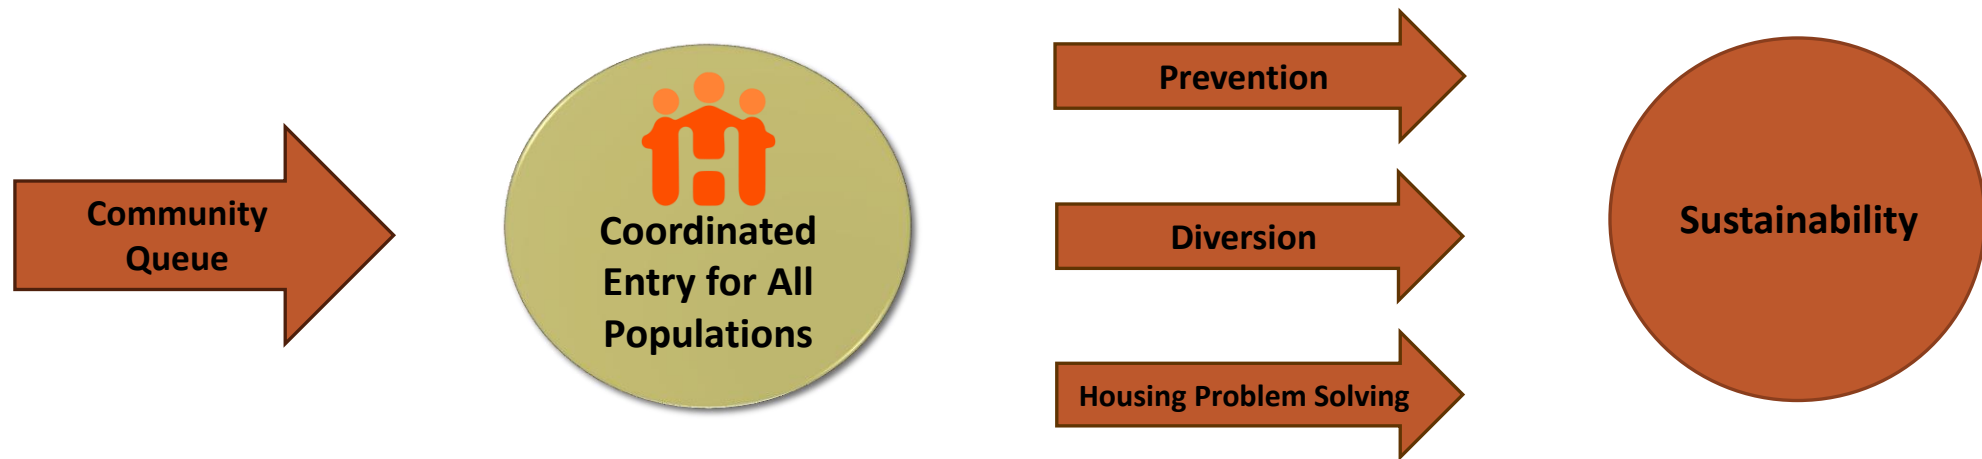 Community
Queue
Coordinated
Entry for All
Populations
Prevention
Diversion
Housing Problem Solving
Sustainability